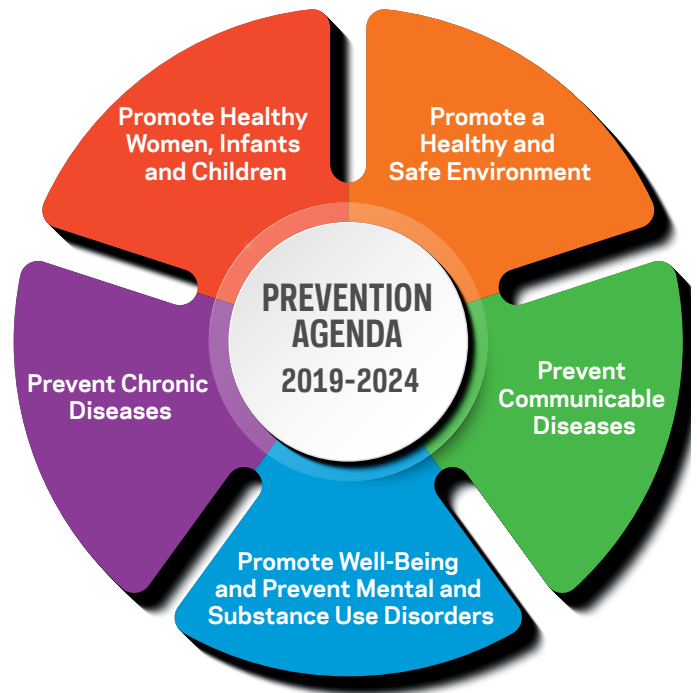 Promote Healthy
Women, Infants
and Children
Promote a
Healthy and
Safe Environment
PREVENTION
AGENDA
2019-2024
Prevent Chronic
Diseases
Prevent
Communicable
Diseases
Promote Well-Being
and Prevent Mental and
Substance Use Disorders